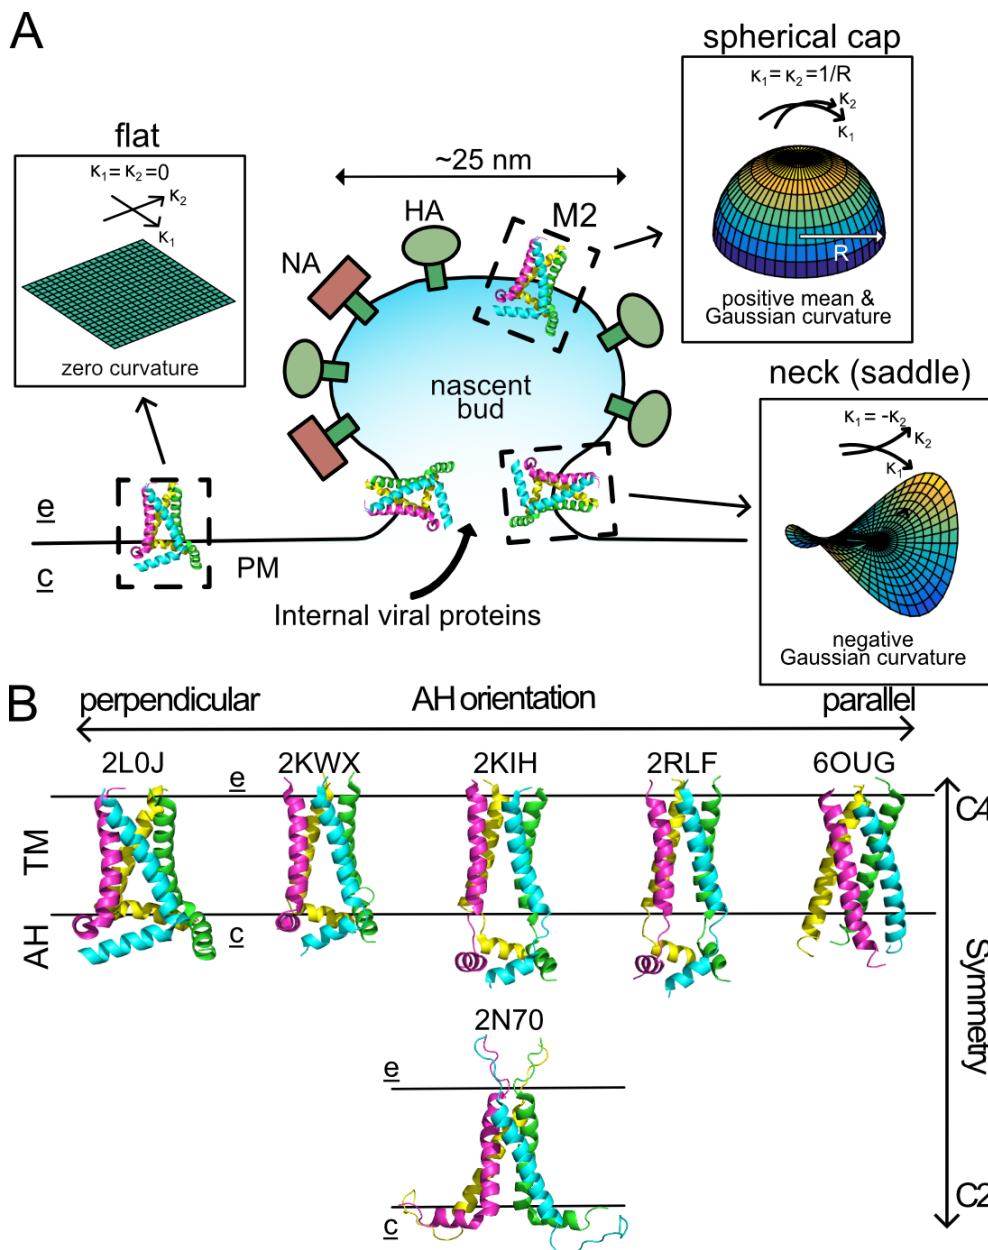 A
spherical cap
κ₁ = κ₂ = 1/R
κ₂
κ₁
R
positive mean &
Gaussian curvature
flat
κ₁ = κ₂ = 0
κ₂
κ₁
zero curvature
~25 nm
HA
M2
NA
nascent
bud
neck (saddle)
κ₁ = -κ₂
κ₂
κ₁
negative
Gaussian curvature
e
c
PM
Internal viral proteins
B
perpendicular
AH orientation
parallel
2L0J
e
2KWX
2KIH
2RLF
6OUG
C4
TM
AH
c
Symmetry
2N70
e
c
C2